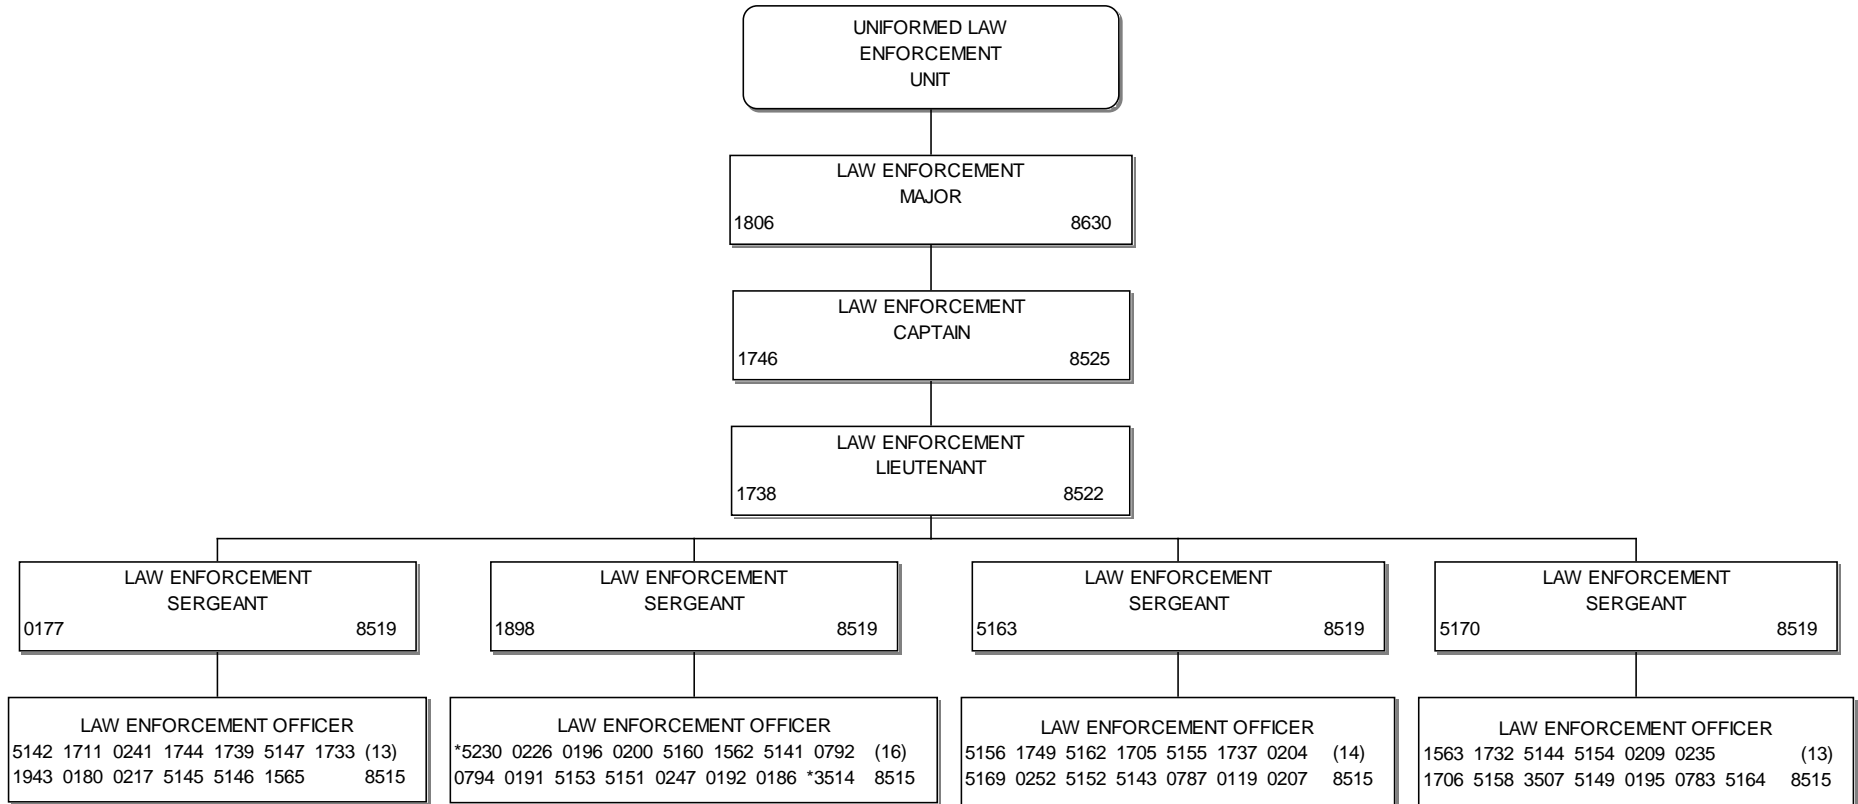 UNIFORMED LAW
ENFORCEMENT
UNIT
LAW ENFORCEMENT
MAJOR
1806 8630
LAW ENFORCEMENT
CAPTAIN
1746 8525
LAW ENFORCEMENT
LIEUTENANT
1738 8522
LAW ENFORCEMENT
SERGEANT
0177 8519
LAW ENFORCEMENT
SERGEANT
1898 8519
LAW ENFORCEMENT
SERGEANT
5163 8519
LAW ENFORCEMENT
SERGEANT
5170 8519
LAW ENFORCEMENT OFFICER
5142 1711 0241 1744 1739 5147 1733 (13)
1943 0180 0217 5145 5146 1565 8515
LAW ENFORCEMENT OFFICER
*5230 0226 0196 0200 5160 1562 5141 0792 (16)
0794 0191 5153 5151 0247 0192 0186 *3514 8515
LAW ENFORCEMENT OFFICER
5156 1749 5162 1705 5155 1737 0204 (14)
5169 0252 5152 5143 0787 0119 0207 8515
LAW ENFORCEMENT OFFICER
1563 1732 5144 5154 0209 0235 (13)
1706 5158 3507 5149 0195 0783 5164 8515